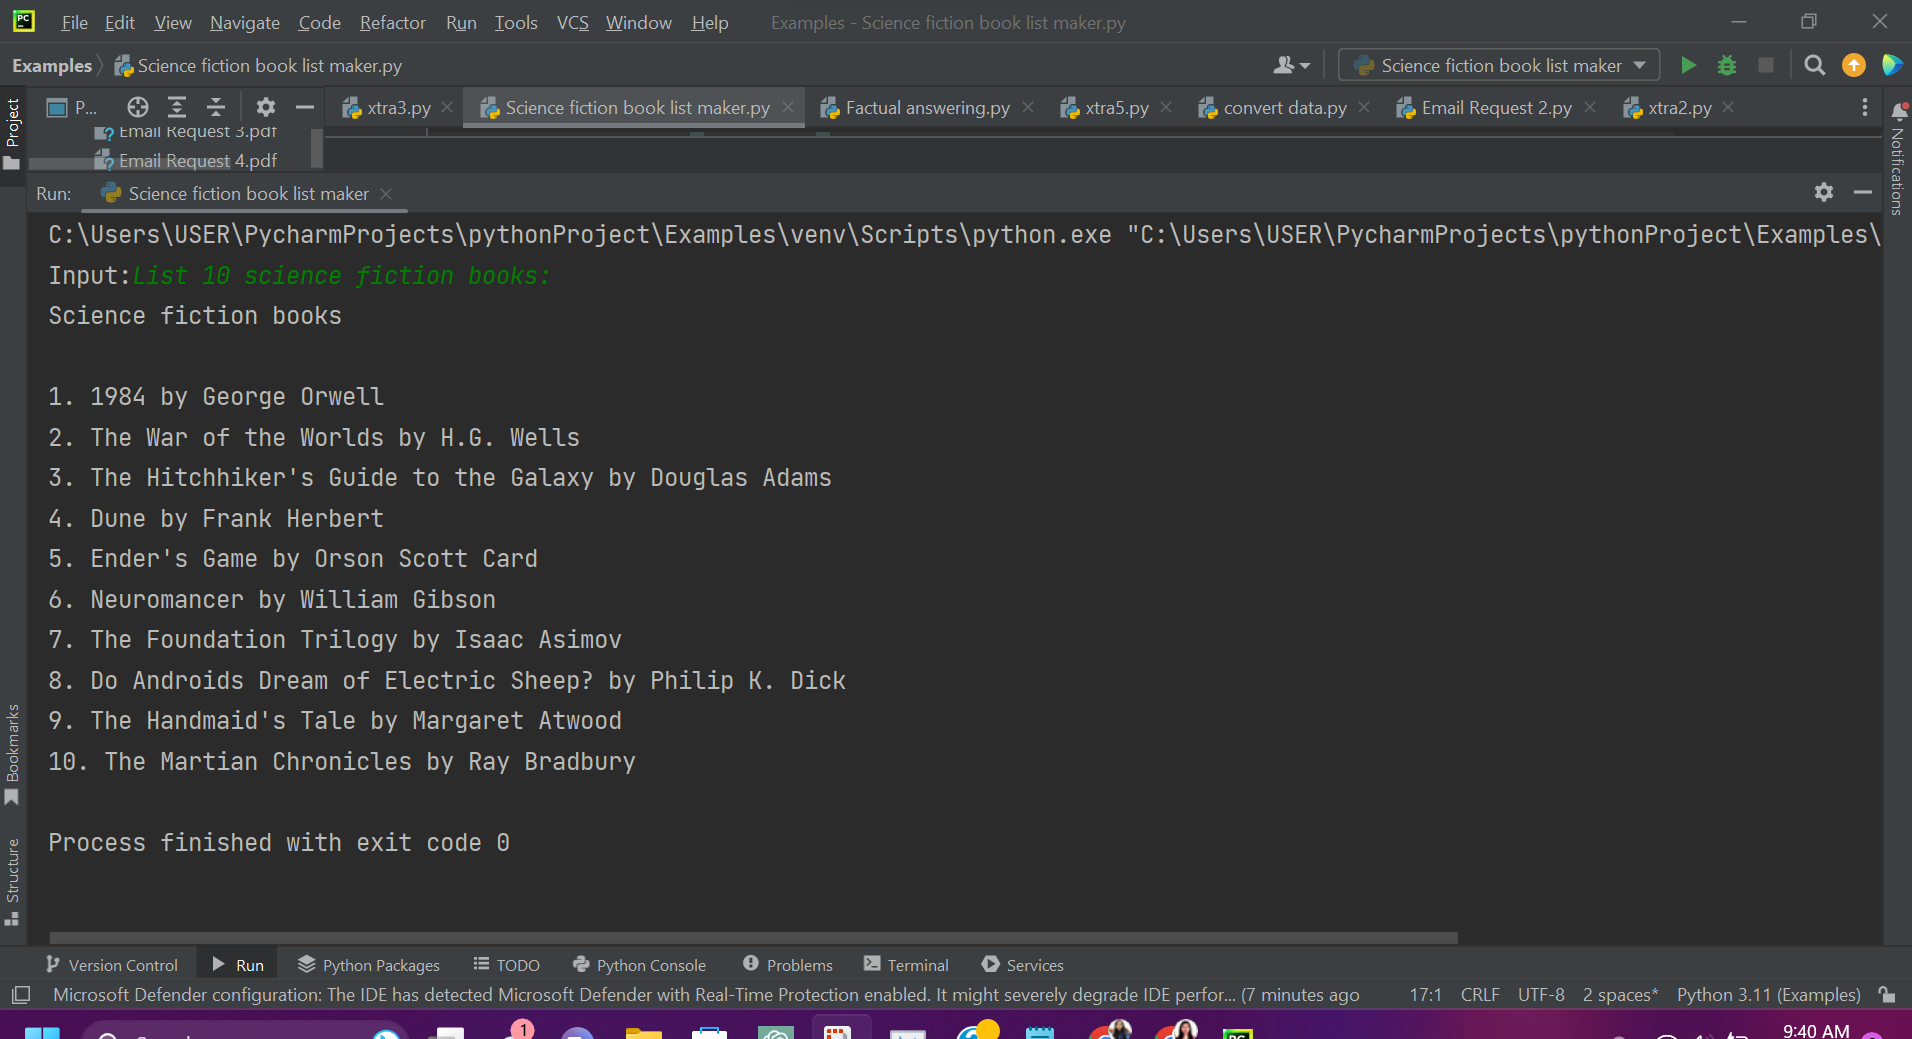 PC File Edit View Navigate Code Refactor Run Tools VCS Window Help Examples - Science fiction book list maker.py
Examples Science fiction book list maker.py Science fiction book list maker
Project
P... xtra3.py Science fiction book list maker.py Factual answering.py xtra5.py convert data.py Email Request 2.py xtra2.py
Email Request 3.pdf
Email Request 4.pdf
Notifications
Run: Science fiction book list maker
C:\Users\USER\PycharmProjects\pythonProject\Examples\venv\Scripts\python.exe "C:\Users\USER\PycharmProjects\pythonProject\Examples\
Input:List 10 science fiction books:
Science fiction books
1. 1984 by George Orwell
2. The War of the Worlds by H.G. Wells
3. The Hitchhiker's Guide to the Galaxy by Douglas Adams
4. Dune by Frank Herbert
5. Ender's Game by Orson Scott Card
6. Neuromancer by William Gibson
7. The Foundation Trilogy by Isaac Asimov
8. Do Androids Dream of Electric Sheep? by Philip K. Dick
9. The Handmaid's Tale by Margaret Atwood
10. The Martian Chronicles by Ray Bradbury
Process finished with exit code 0
Bookmarks
Structure
Version Control Run Python Packages TODO Python Console Problems Terminal Services
Microsoft Defender configuration: The IDE has detected Microsoft Defender with Real-Time Protection enabled. It might severely degrade IDE perfor... (7 minutes ago 17:1 CRLF UTF-8 2 spaces* Python 3.11 (Examples)
1 9:40 AM